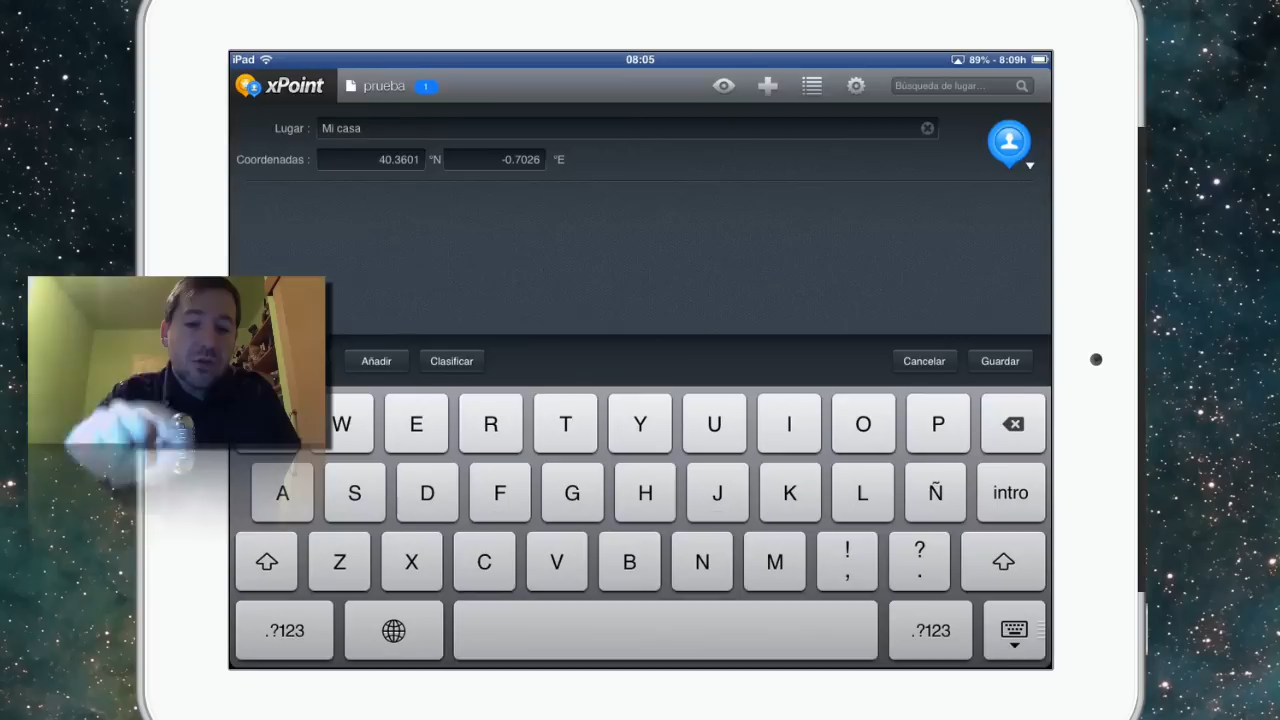 iPad 08:05 89% - 8:09h
xPoint prueba 1 Búsqueda de lugar...
Lugar : Mi casa
Coordenadas : 40.3601 °N -0.7026 °E
Añadir Clasificar Cancelar Guardar
W E R T Y U I O P
A S D F G H J K L Ñ intro
Z X C V B N M ! , ? .
.?123 .?123